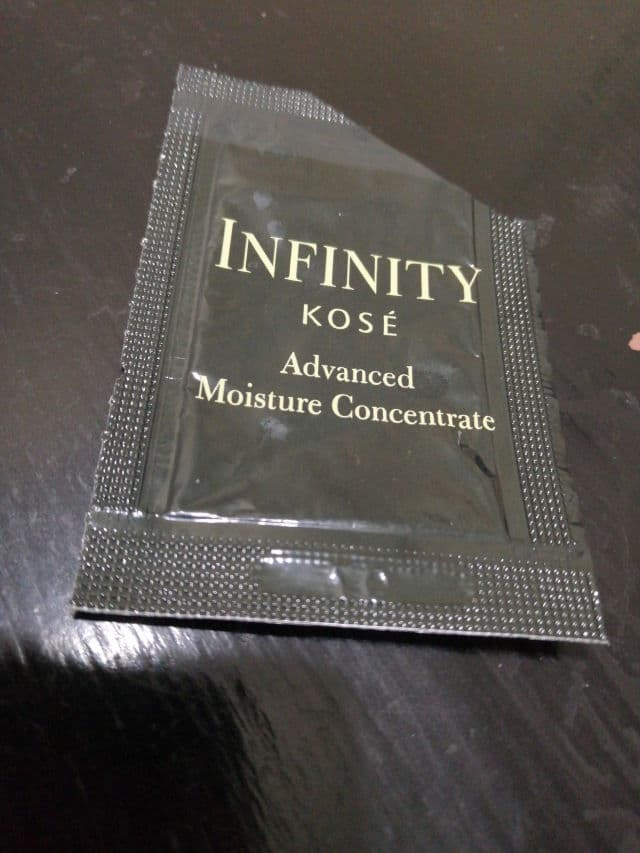 INFINITY
KOSÉ
Advanced
Moisture Concentrate